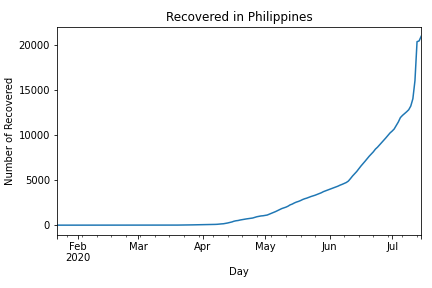 Recovered in Philippines
Number of Recovered
20000
15000
10000
5000
0
Feb Mar Apr May Jun Jul
2020
Day